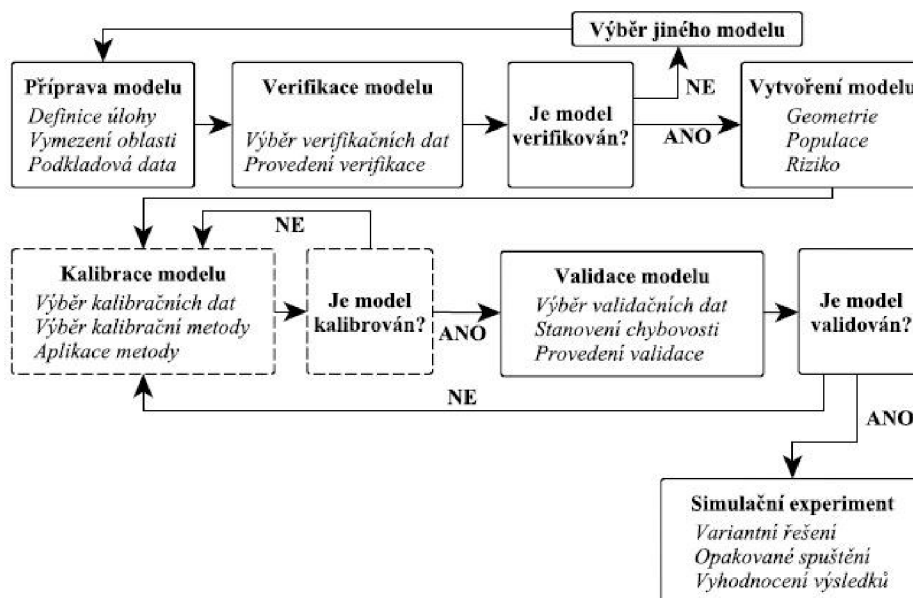 Výběr jiného modelu
Příprava modelu
Definice úlohy
Vymezení oblasti
Podkladová data
Verifikace modelu
Výběr verifikačních dat
Provedení verifikace
Je model
verifikován?
NE
ANO
Vytvoření modelu
Geometrie
Populace
Riziko
NE
Kalibrace modelu
Výběr kalibračních dat
Výběr kalibrační metody
Aplikace metody
Je model
kalibrován?
ANO
Validace modelu
Výběr validačních dat
Stanovení chybovosti
Provedení validace
Je model
validován?
NE
ANO
Simulační experiment
Variantní řešení
Opakované spuštění
Vyhodnocení výsledků